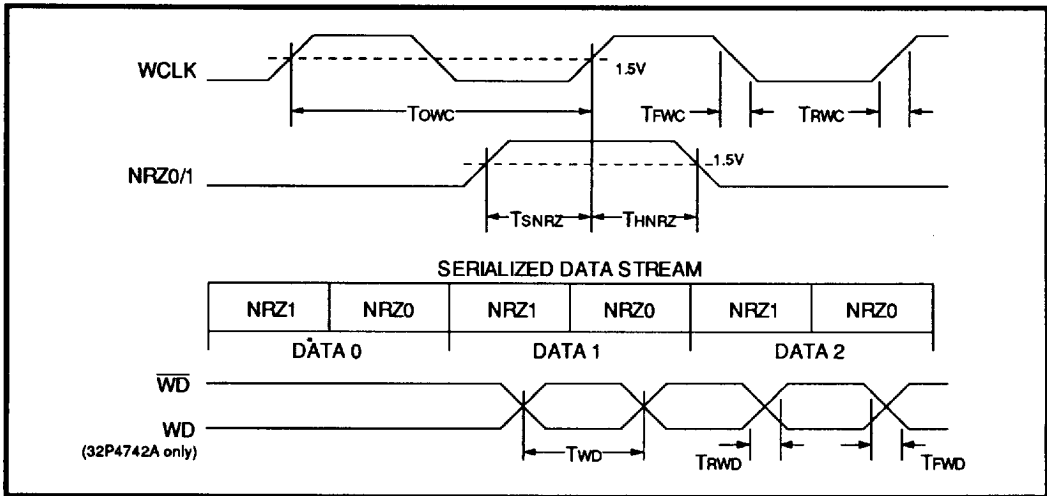 WCLK
1.5V
TOWC
TFWC
TRWC
NRZ0/1
1.5V
TSNRZ
THNRZ
SERIALIZED DATA STREAM
NRZ1 NRZ0 NRZ1 NRZ0 NRZ1 NRZ0
DATA 0 DATA 1 DATA 2
WD
WD
(32P4742A only)
TWD
TRWD
TFWD